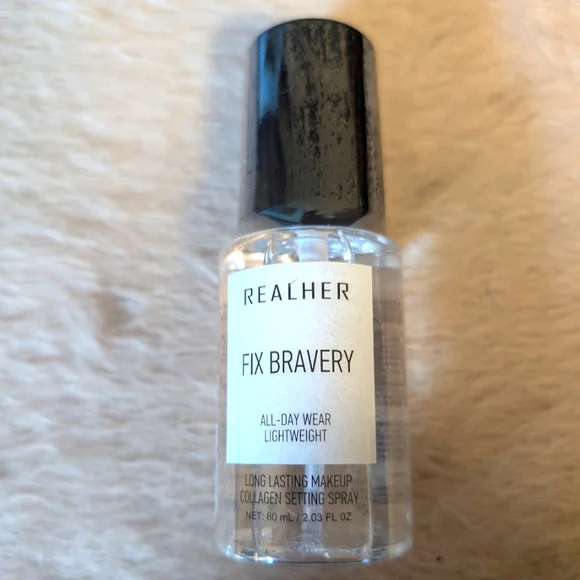 REALHER
FIX BRAVERY
ALL-DAY WEAR
LIGHTWEIGHT
LONG LASTING MAKEUP
COLLAGEN SETTING SPRAY
NET: 60 mL / 2.03 FL OZ